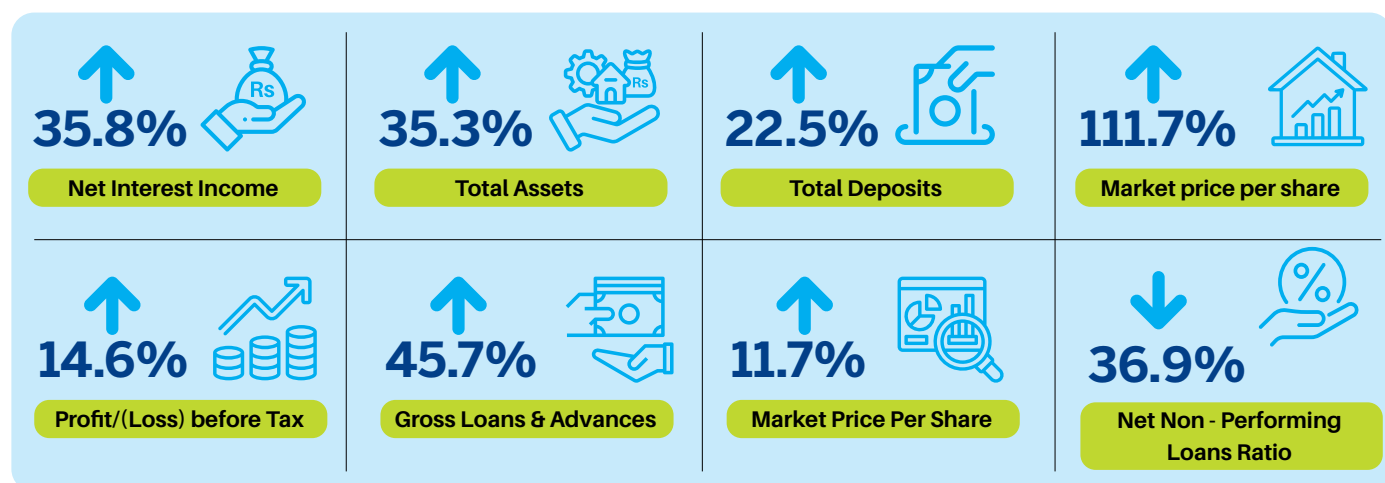 35.8%
Rs
Net Interest Income
35.3%
Rs
Total Assets
22.5%
Total Deposits
111.7%
Market price per share
14.6%
Profit/(Loss) before Tax
45.7%
Gross Loans & Advances
11.7%
Market Price Per Share
%
36.9%
Net Non - Performing
Loans Ratio